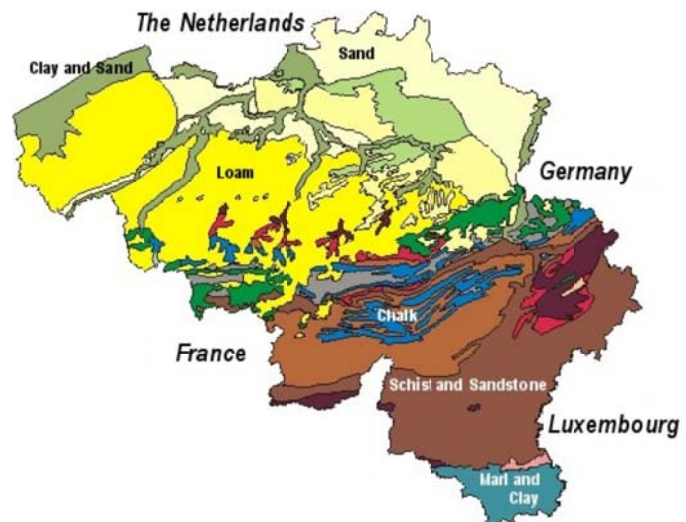 The Netherlands
Sand
Clay and Sand
Loam
Germany
Chalk
France
Schist and Sandstone
Luxembourg
Marl and
Clay